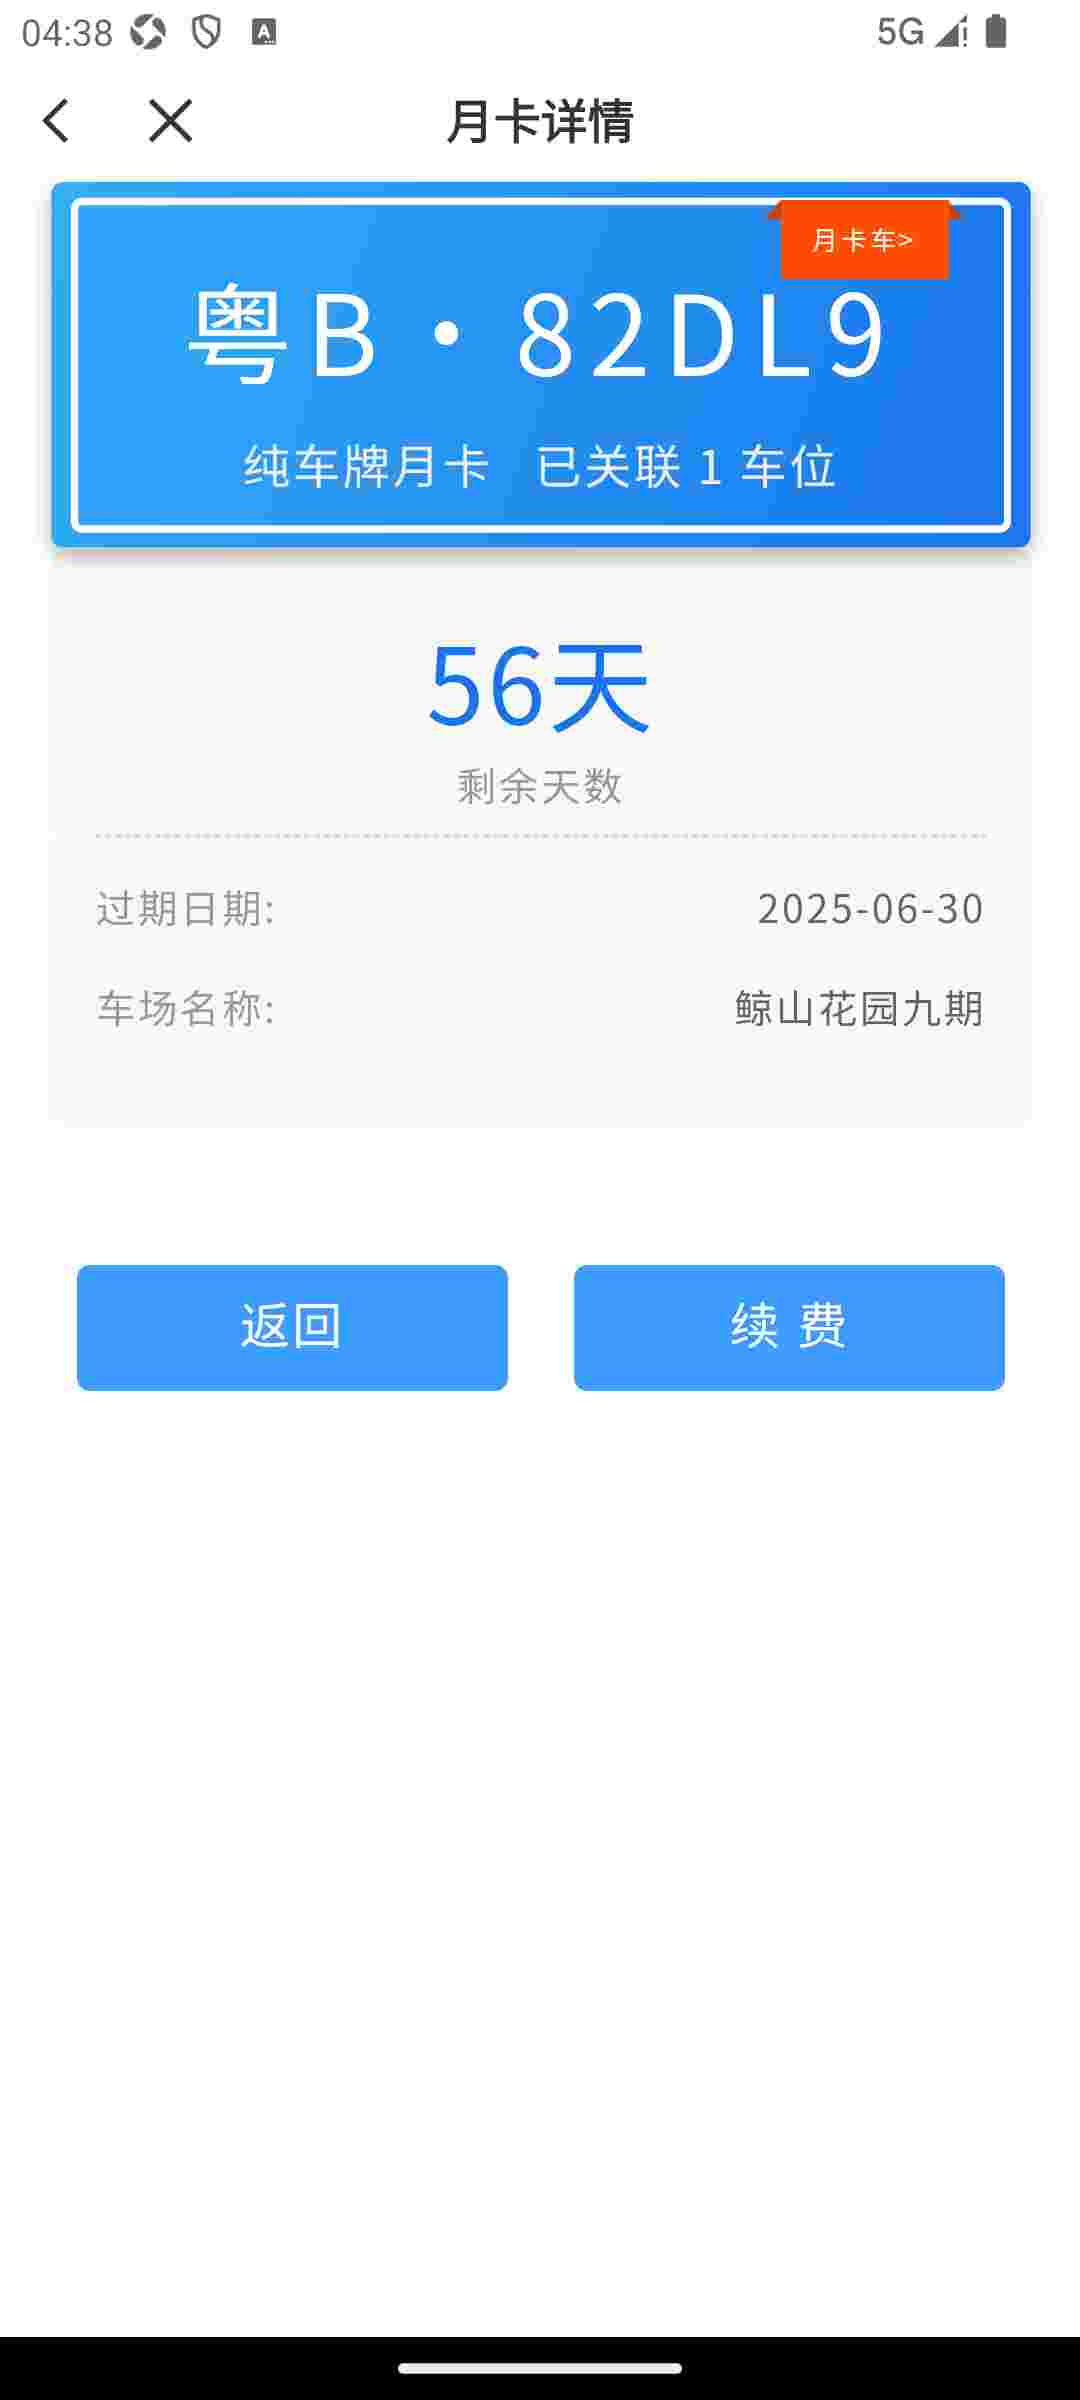 04:38
5G
月卡详情
月卡车>
粤B·82DL9
纯车牌月卡 已关联 1 车位
56天
剩余天数
过期日期: 2025-06-30
车场名称: 鲸山花园九期
返回 续 费